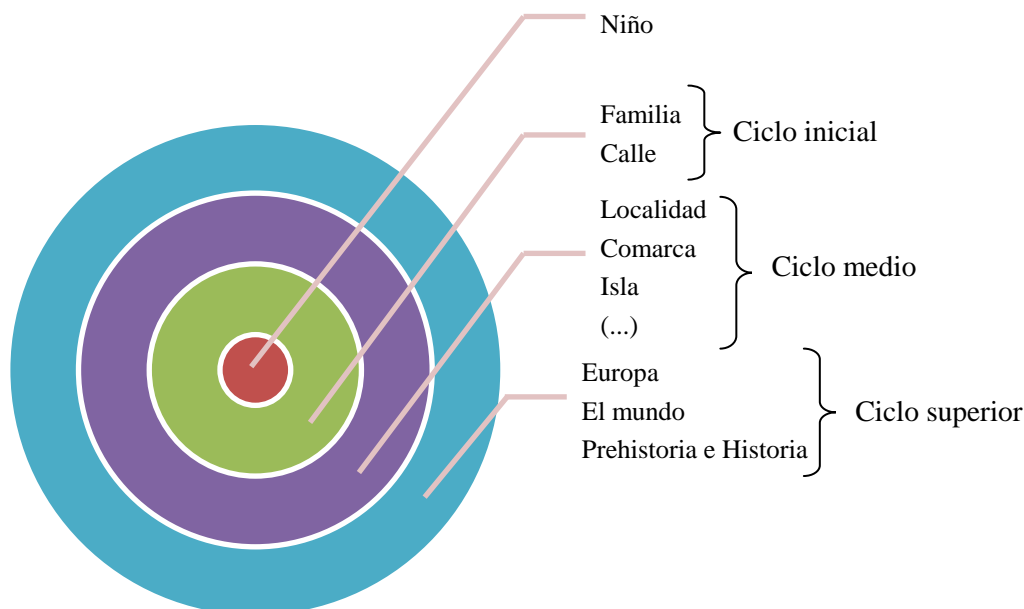 Niño
Familia
Calle
Ciclo inicial
Localidad
Comarca
Isla
(...)
Ciclo medio
Europa
El mundo
Prehistoria e Historia
Ciclo superior